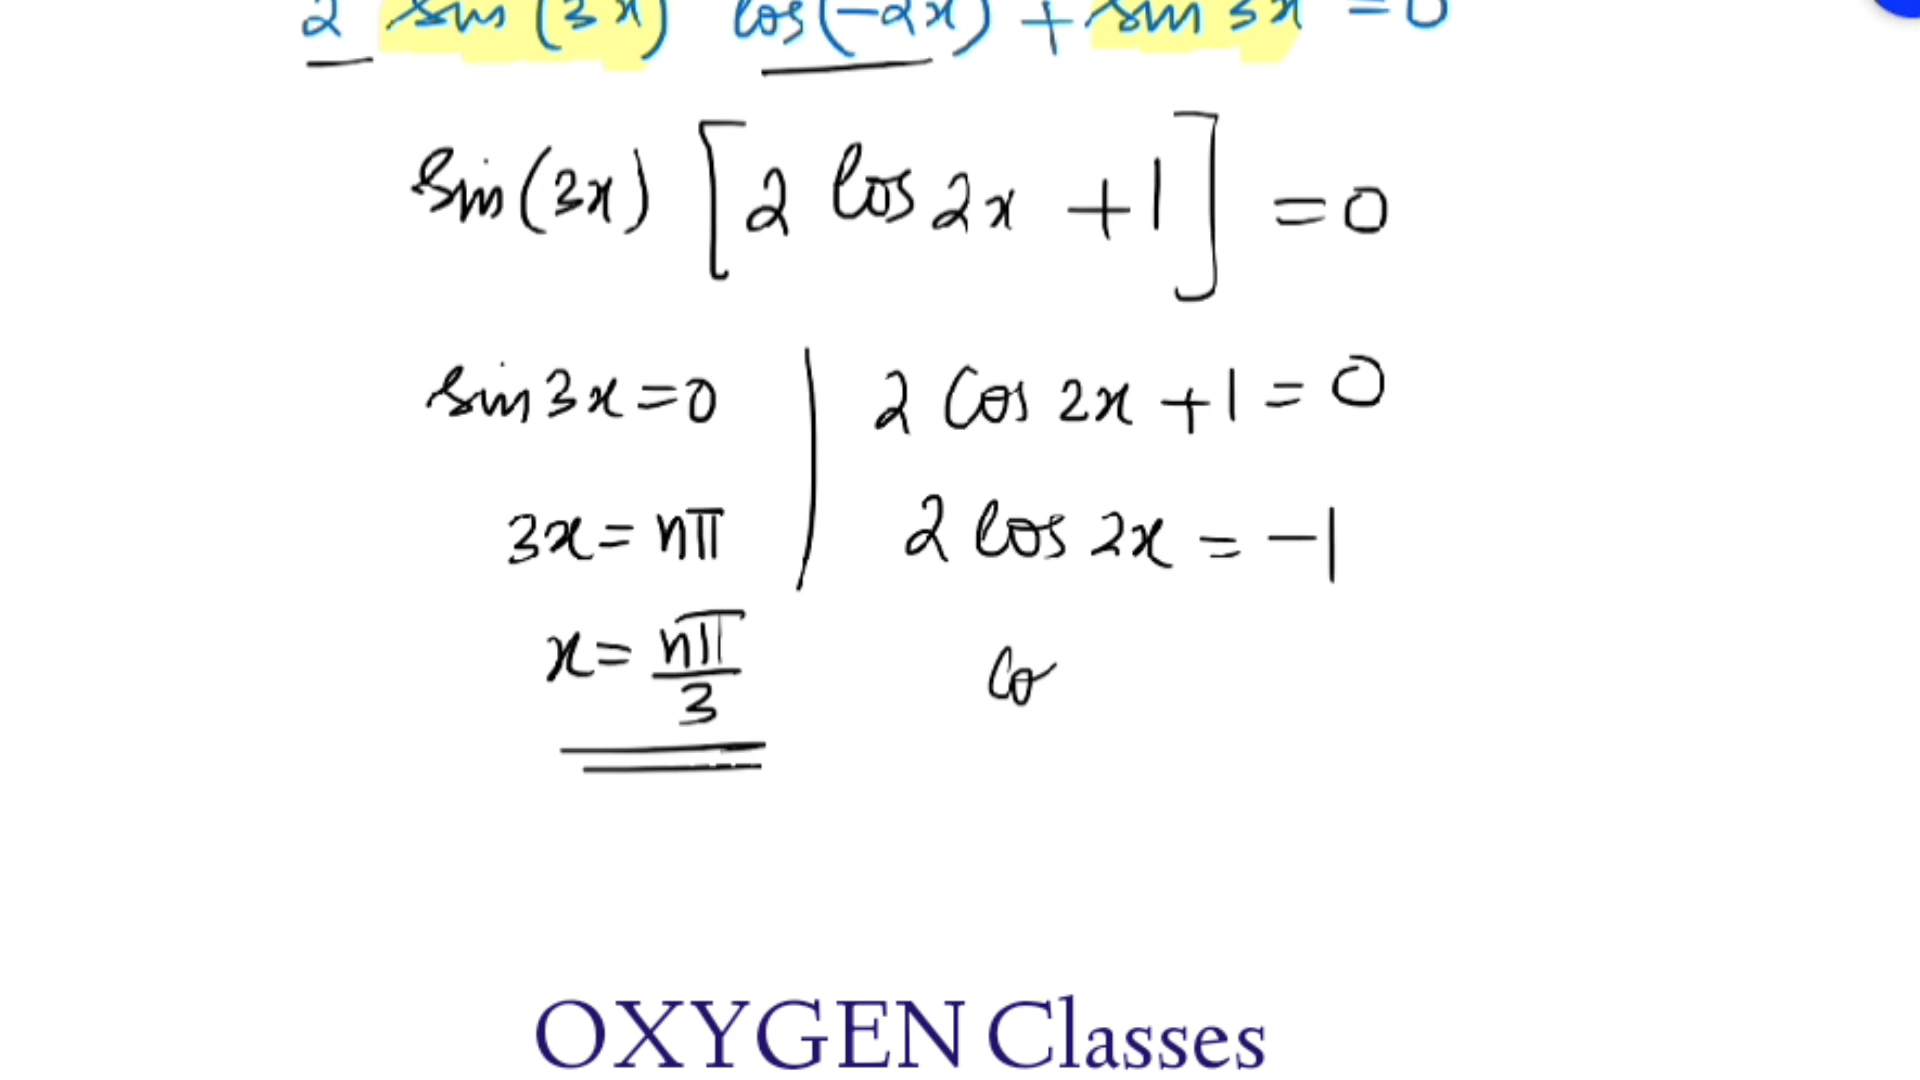 2 sin (3x) cos(-2x) + sin 3x = 0
sin(3x) [2 cos 2x + 1] = 0
sin 3x = 0
3x = nπ
x = nπ/3
2 cos 2x + 1 = 0
2 cos 2x = -1
co
OXYGEN Classes